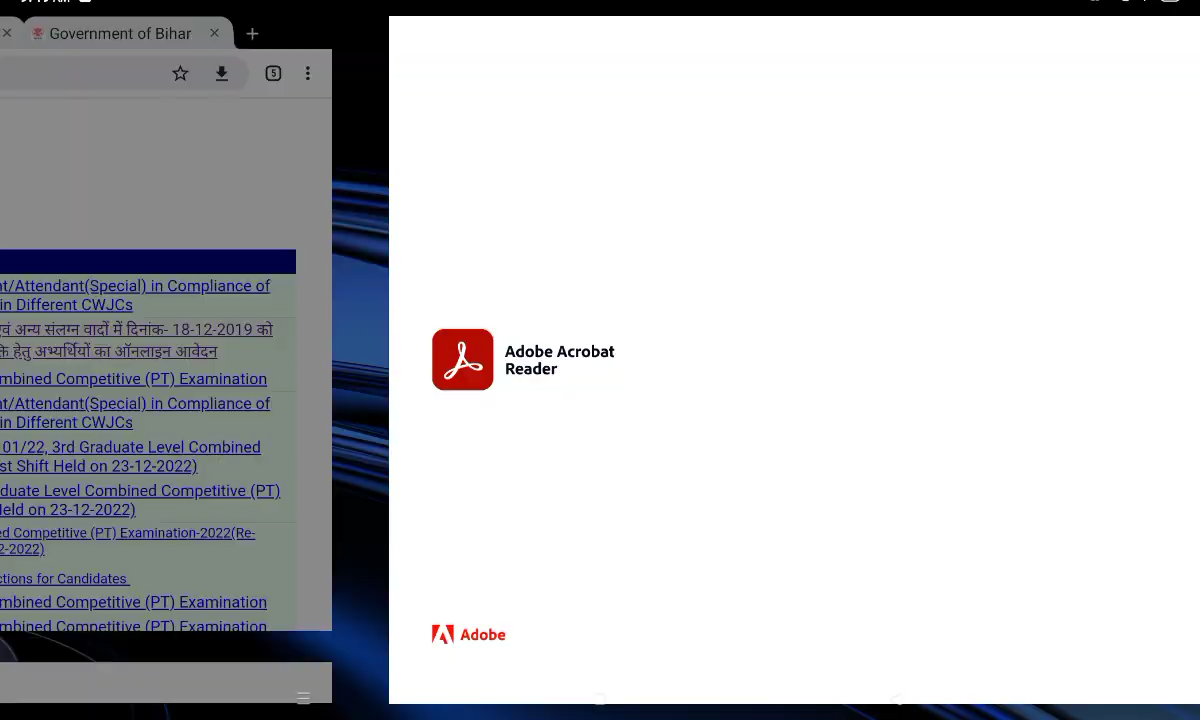 Government of Bihar
5
nt/Attendant(Special) in Compliance of
in Different CWJCs
एवं अन्य संलग्न वादों में दिनांक- 18-12-2019 को
हेतु अभ्यर्थियों का ऑनलाइन आवेदन
mbined Competitive (PT) Examination
nt/Attendant(Special) in Compliance of
in Different CWJCs
01/22, 3rd Graduate Level Combined
st Shift Held on 23-12-2022)
duate Level Combined Competitive (PT)
Held on 23-12-2022)
ed Competitive (PT) Examination-2022(Re-
2-2022)
ctions for Candidates
mbined Competitive (PT) Examination
mbined Competitive (PT) Examination
Adobe Acrobat
Reader
Adobe